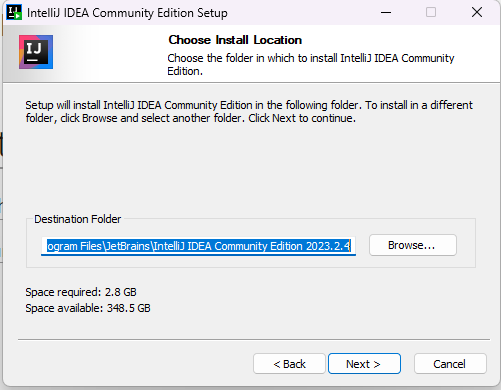 IntelliJ IDEA Community Edition Setup
IJ
Choose Install Location
Choose the folder in which to install IntelliJ IDEA Community
Edition.
Setup will install IntelliJ IDEA Community Edition in the following folder. To install in a different
folder, click Browse and select another folder. Click Next to continue.
Destination Folder
ogram Files\JetBrains\IntelliJ IDEA Community Edition 2023.2.4
Browse...
Space required: 2.8 GB
Space available: 348.5 GB
< Back
Next >
Cancel